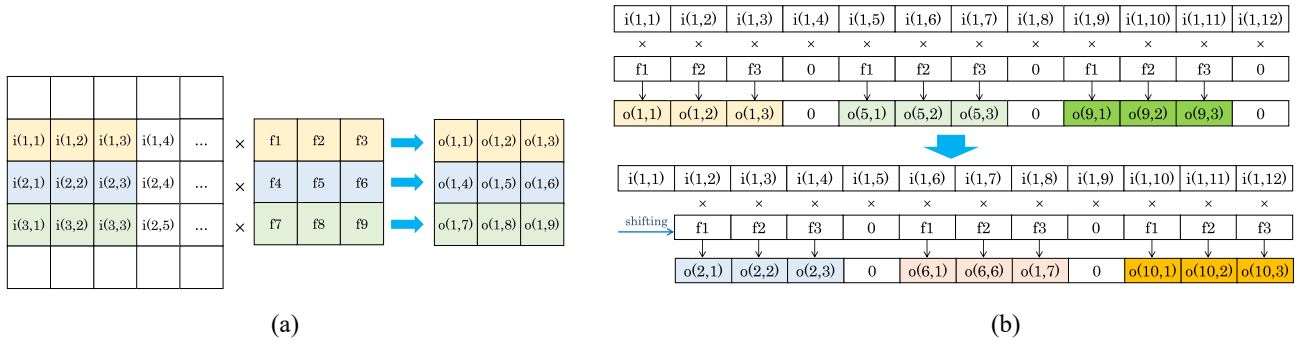 i(1,1) i(1,2) i(1,3) i(1,4) ...
i(2,1) i(2,2) i(2,3) i(2,4) ...
i(3,1) i(3,2) i(3,3) i(2,5) ...
× f1 f2 f3
× f4 f5 f6
× f7 f8 f9
o(1,1) o(1,2) o(1,3)
o(1,4) o(1,5) o(1,6)
o(1,7) o(1,8) o(1,9)
(a)
i(1,1) i(1,2) i(1,3) i(1,4) i(1,5) i(1,6) i(1,7) i(1,8) i(1,9) i(1,10) i(1,11) i(1,12)
× × × × × × × × × × × ×
f1 f2 f3 0 f1 f2 f3 0 f1 f2 f3 0
o(1,1) o(1,2) o(1,3) 0 o(5,1) o(5,2) o(5,3) 0 o(9,1) o(9,2) o(9,3) 0
i(1,1) i(1,2) i(1,3) i(1,4) i(1,5) i(1,6) i(1,7) i(1,8) i(1,9) i(1,10) i(1,11) i(1,12)
× × × × × × × × × × ×
shifting f1 f2 f3 0 f1 f2 f3 0 f1 f2 f3
o(2,1) o(2,2) o(2,3) 0 o(6,1) o(6,6) o(1,7) 0 o(10,1) o(10,2) o(10,3)
(b)